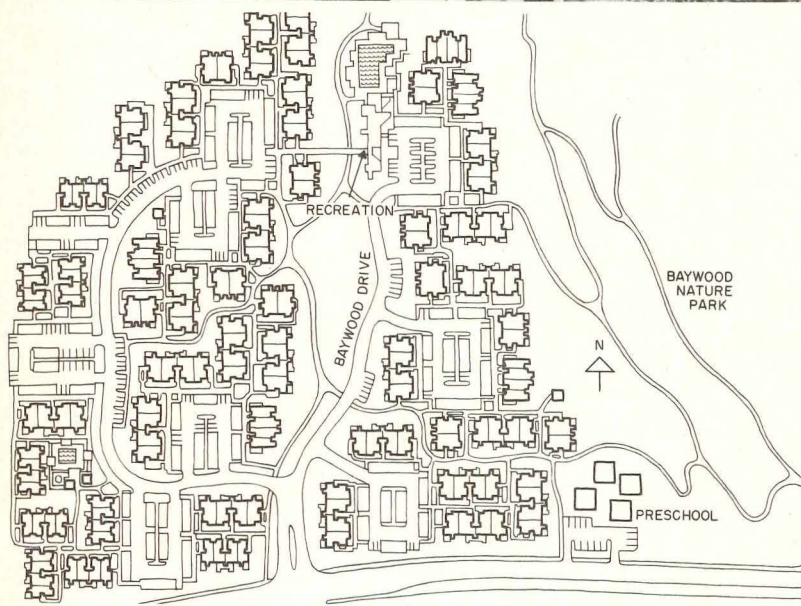 RECREATION
BAYWOOD DRIVE
BAYWOOD
NATURE
PARK
N
PRESCHOOL